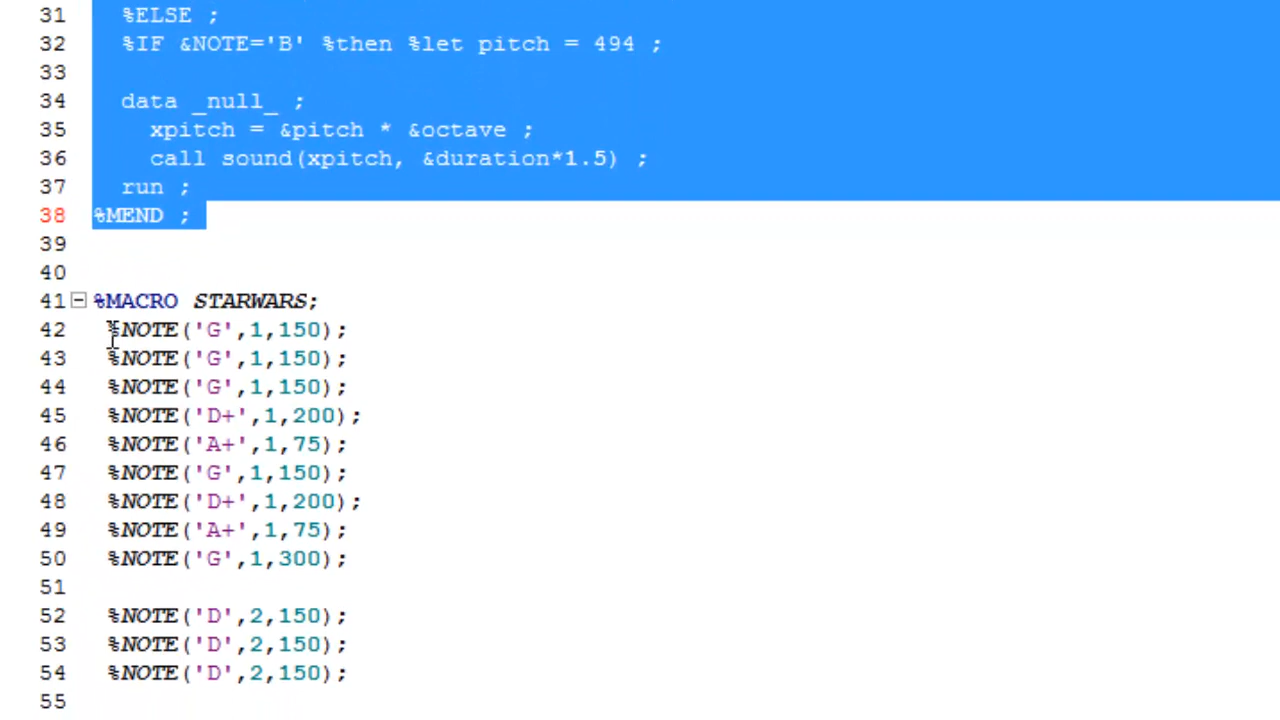 31 %ELSE ;
32 %IF &NOTE='B' %then %let pitch = 494 ;
33
34 data _null_ ;
35 xpitch = &pitch * &octave ;
36 call sound(xpitch, &duration*1.5) ;
37 run ;
38 %MEND ;
39
40
41 %MACRO STARWARS;
42 %NOTE('G',1,150);
43 %NOTE('G',1,150);
44 %NOTE('G',1,150);
45 %NOTE('D+',1,200);
46 %NOTE('A+',1,75);
47 %NOTE('G',1,150);
48 %NOTE('D+',1,200);
49 %NOTE('A+',1,75);
50 %NOTE('G',1,300);
51
52 %NOTE('D',2,150);
53 %NOTE('D',2,150);
54 %NOTE('D',2,150);
55